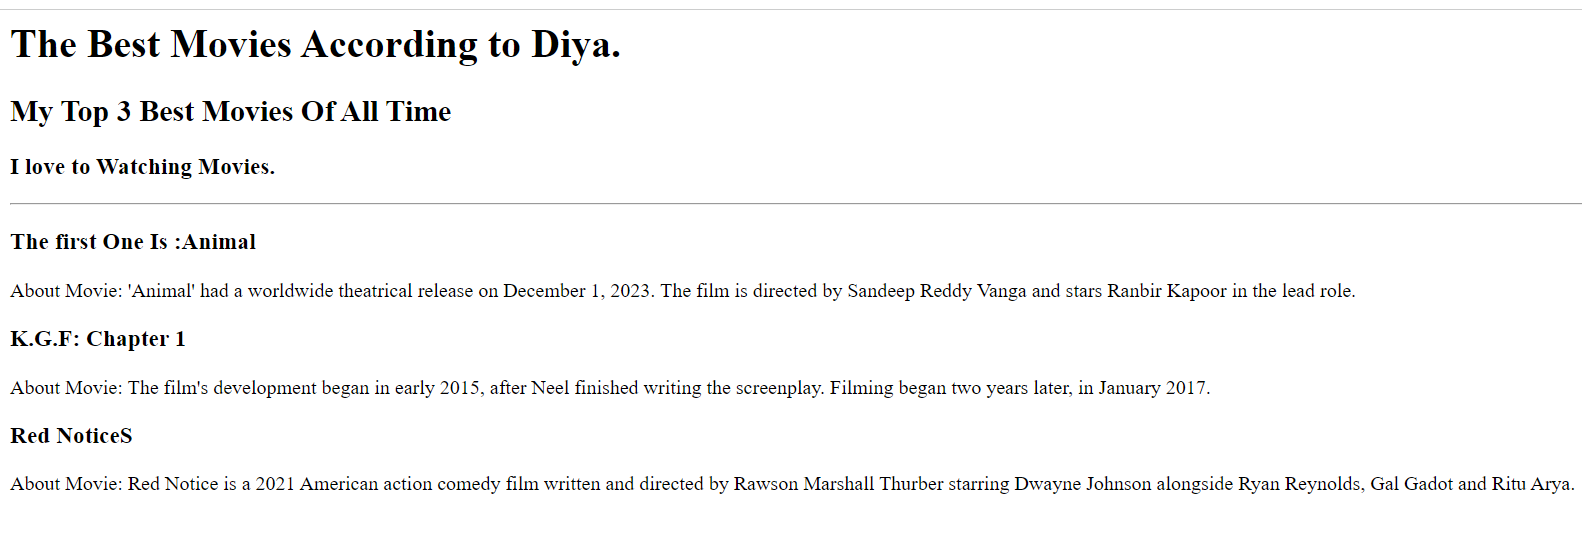 The Best Movies According to Diya.
My Top 3 Best Movies Of All Time
I love to Watching Movies.
The first One Is :Animal
About Movie: 'Animal' had a worldwide theatrical release on December 1, 2023. The film is directed by Sandeep Reddy Vanga and stars Ranbir Kapoor in the lead role.
K.G.F: Chapter 1
About Movie: The film's development began in early 2015, after Neel finished writing the screenplay. Filming began two years later, in January 2017.
Red NoticeS
About Movie: Red Notice is a 2021 American action comedy film written and directed by Rawson Marshall Thurber starring Dwayne Johnson alongside Ryan Reynolds, Gal Gadot and Ritu Arya.